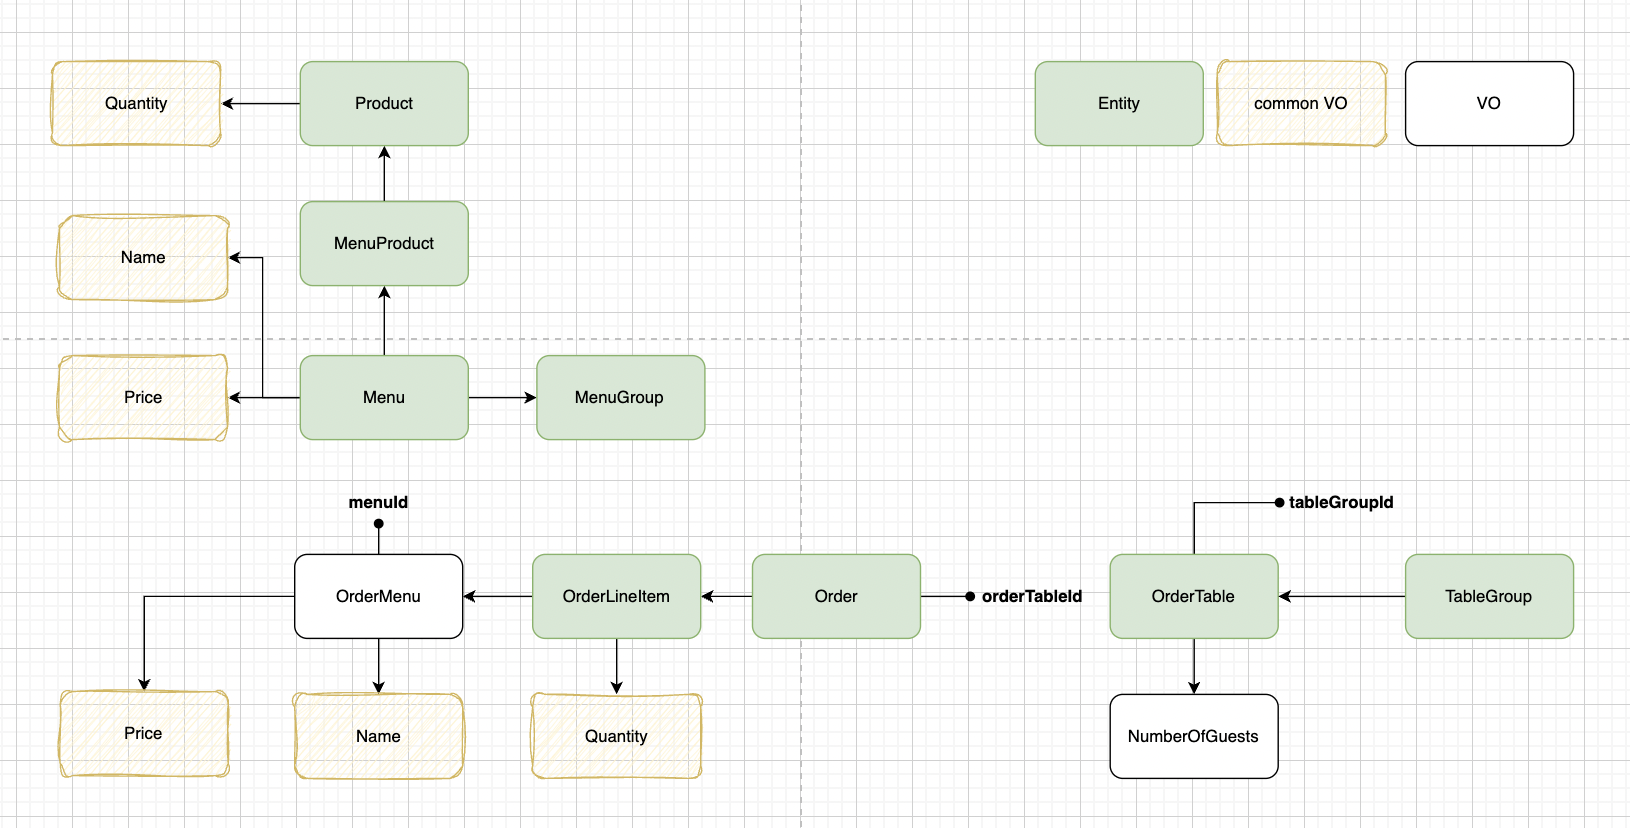 Quantity
Product
Entity
common VO
VO
MenuProduct
Name
Price
Menu
MenuGroup
menuId
tableGroupId
OrderMenu
OrderLineItem
Order
orderTableId
OrderTable
TableGroup
Price
Name
Quantity
NumberOfGuests